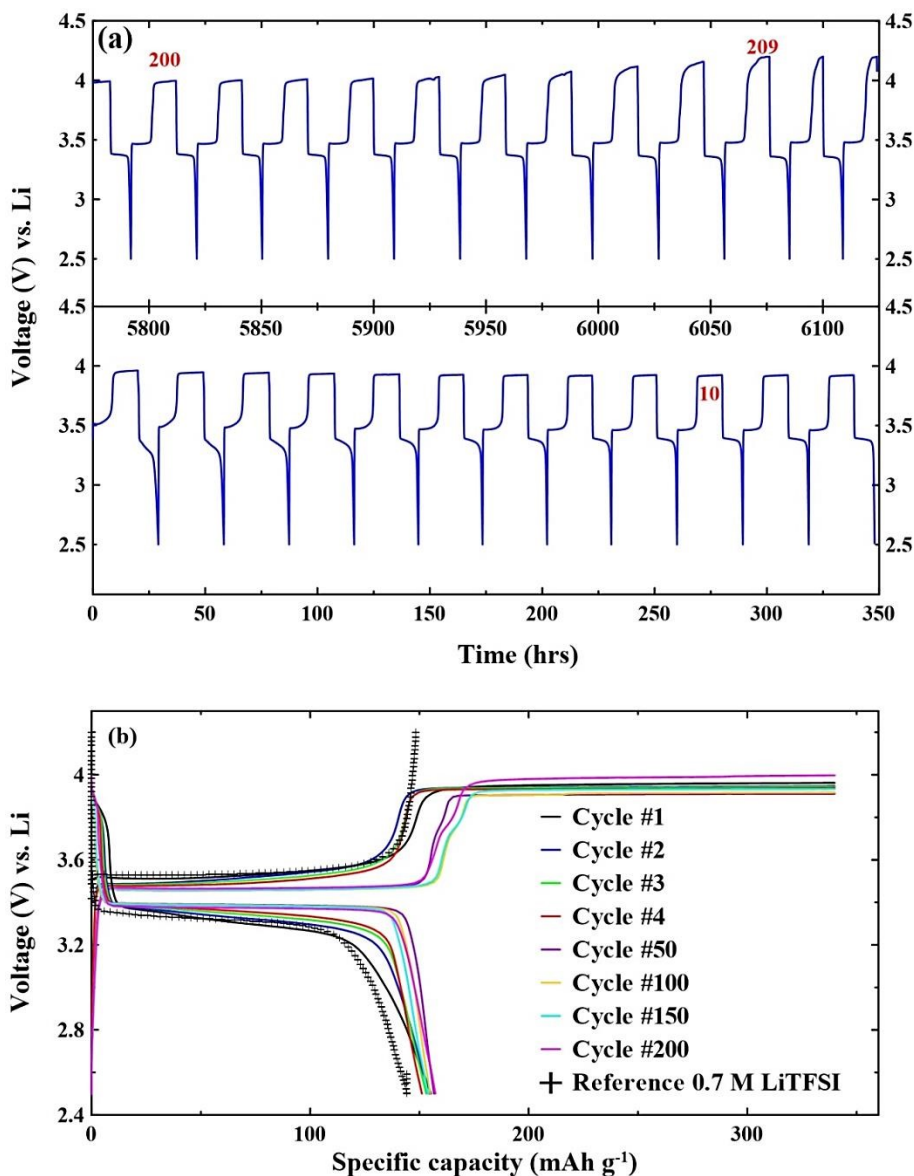 (a)
200
209
4.5 4.5
4 4
3.5 3.5
3 3
2.5 2.5
4.5 4.5
5800 5850 5900 5950 6000 6050 6100
4 4
10
3.5 3.5
3 3
2.5 2.5
0 50 100 150 200 250 300 350
Voltage (V) vs. Li
Time (hrs)
(b)
4
3.6
3.2
2.8
2.4
Voltage (V) vs. Li
Cycle #1
Cycle #2
Cycle #3
Cycle #4
Cycle #50
Cycle #100
Cycle #150
Cycle #200
Reference 0.7 M LiTFSI
0 100 200 300
Specific capacity (mAh g⁻¹)